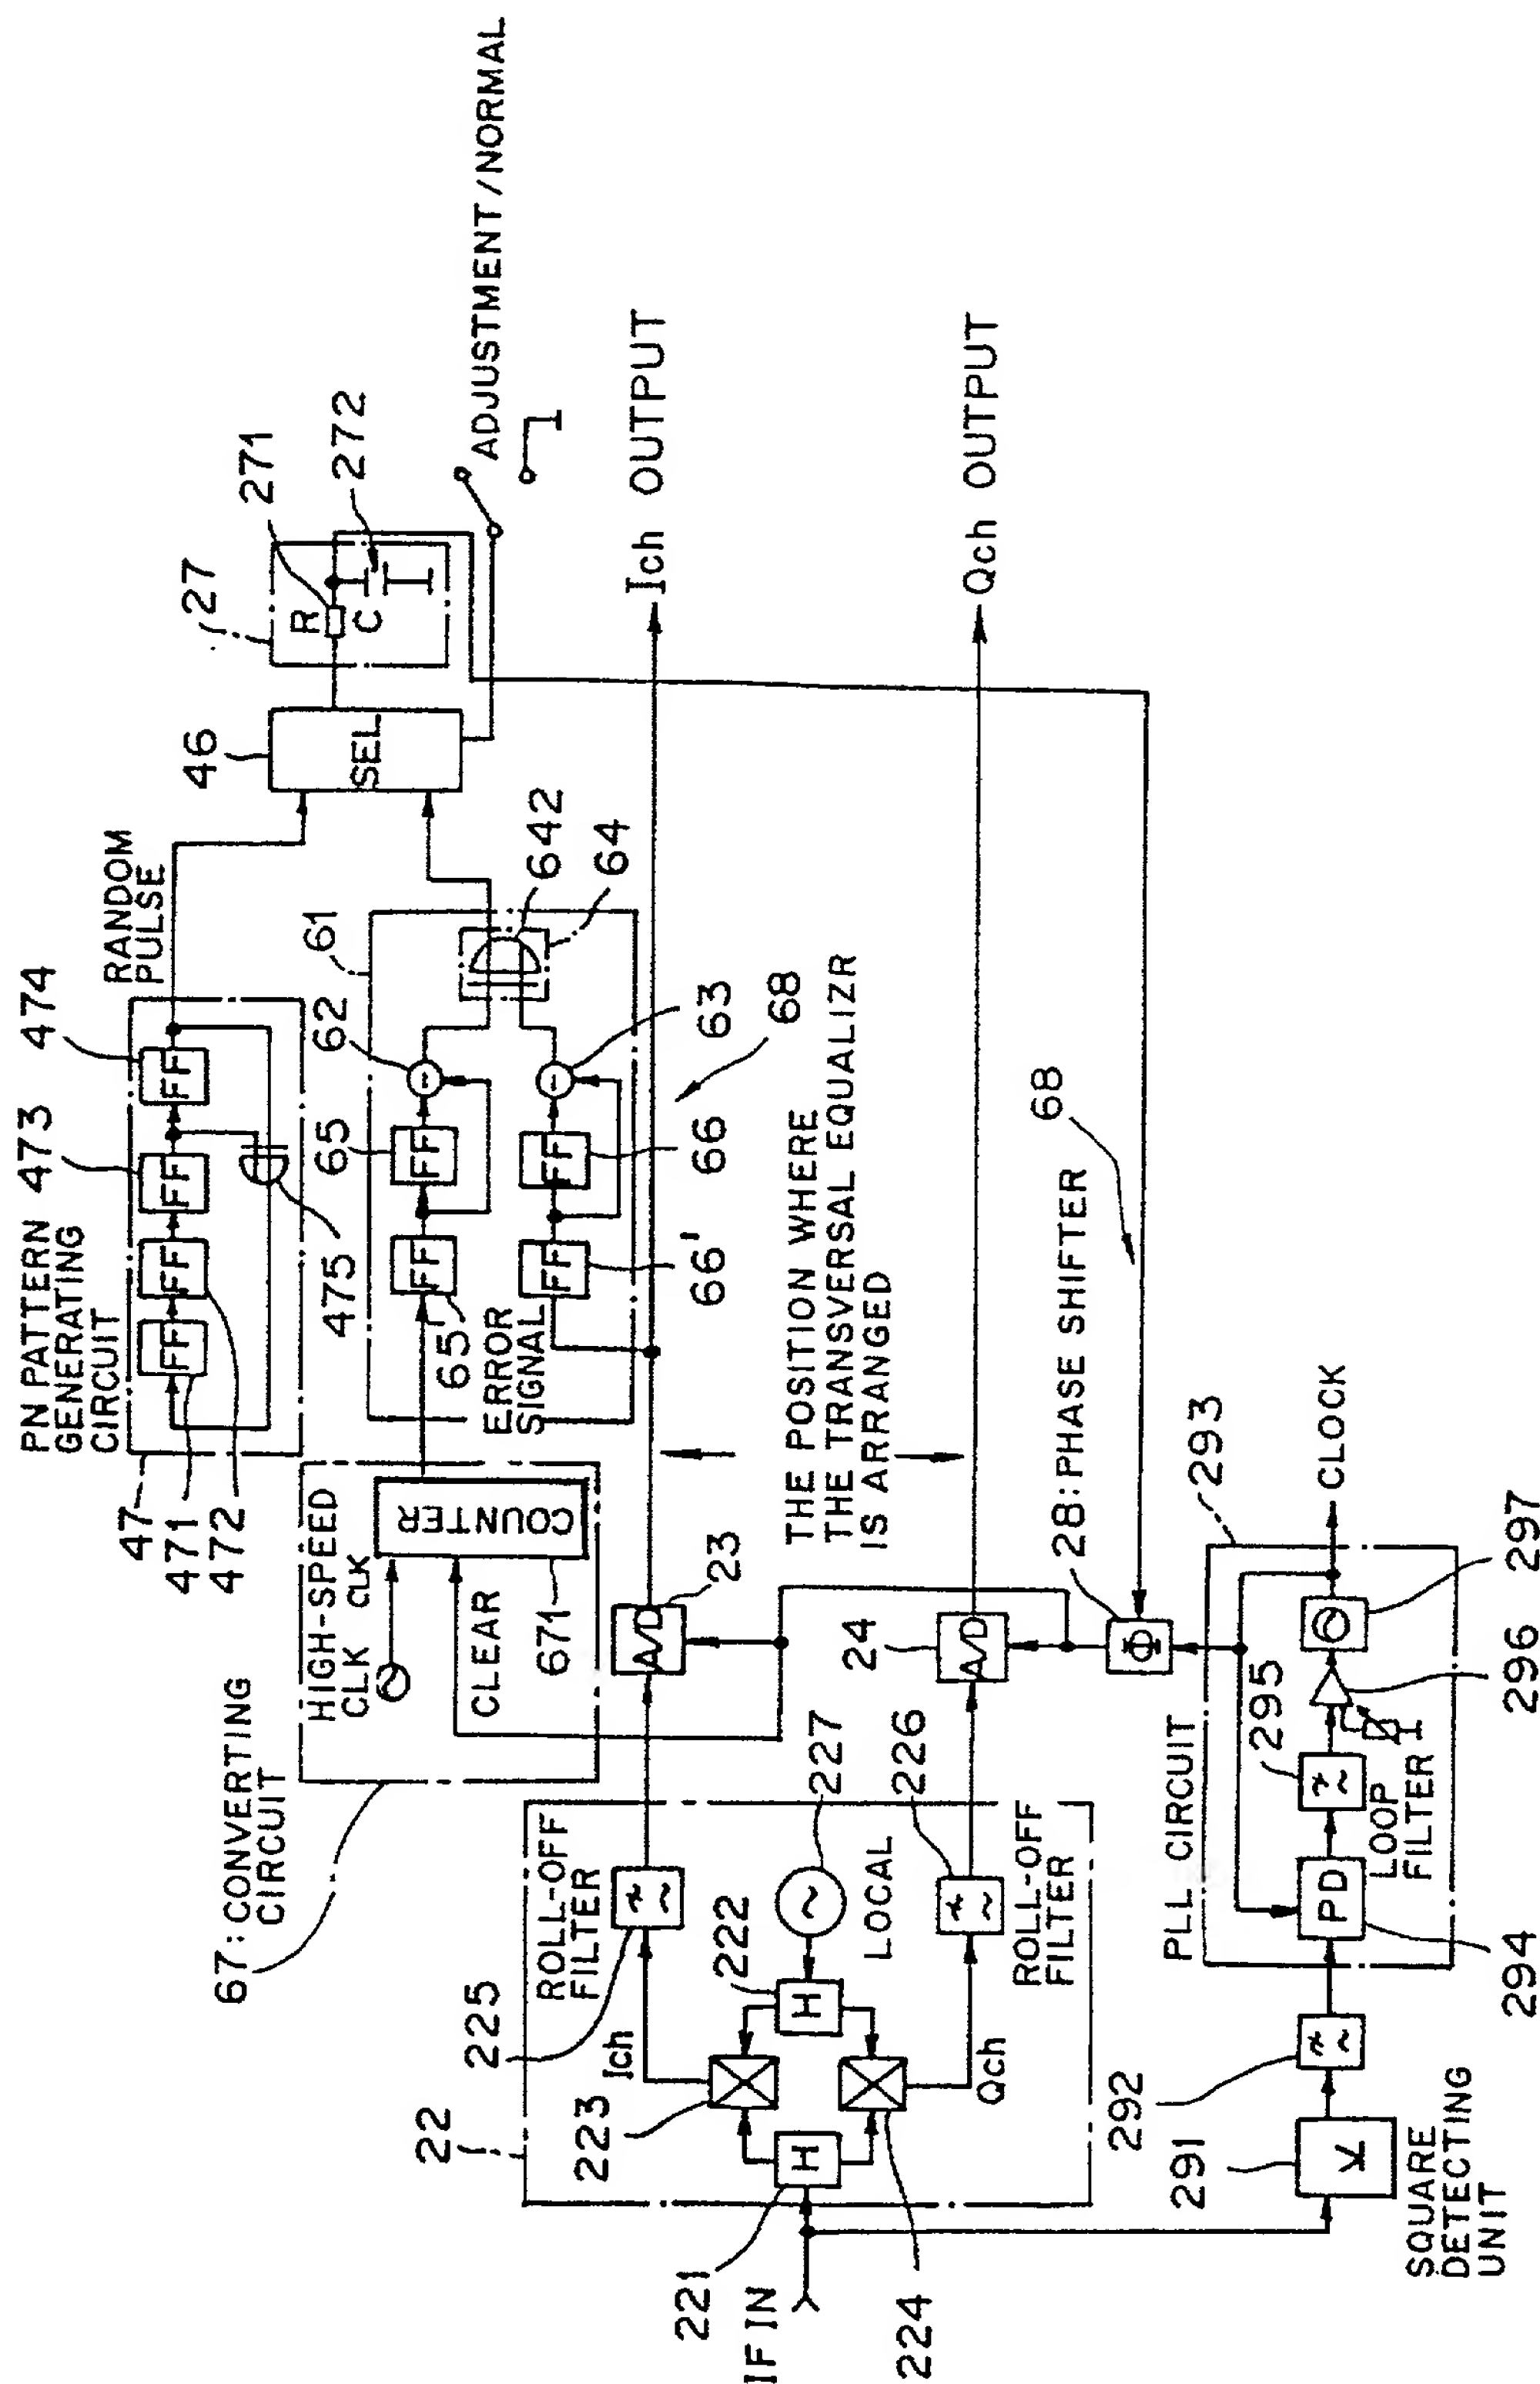 PN PATTERN
GENERATING
CIRCUIT
47
471
472
473
474
475
FF
FF
FF
FF
RANDOM
PULSE
46
SEL
27
R
C
271
272
ADJUSTMENT/NORMAL
67: CONVERTING
CIRCUIT
HIGH-SPEED
CLK
CLK
COUNTER
CLEAR
671
61
65'
FF
65
FF
62
-
ERROR
SIGNAL
66'
FF
66
FF
63
-
642
64
68
Ich OUTPUT
Qch OUTPUT
THE POSITION WHERE
THE TRANSVERSAL EQUALIZR
IS ARRANGED
23
A/D
24
A/D
28: PHASE SHIFTER
Φ
68
22
ROLL-OFF
FILTER
225
Ich
223
222
H
227
~
LOCAL
226
ROLL-OFF
FILTER
Qch
224
221
H
IF IN
PLL CIRCUIT
293
CLOCK
297
296
295
LOOP
FILTER
PD
294
292
291
SQUARE
DETECTING
UNIT